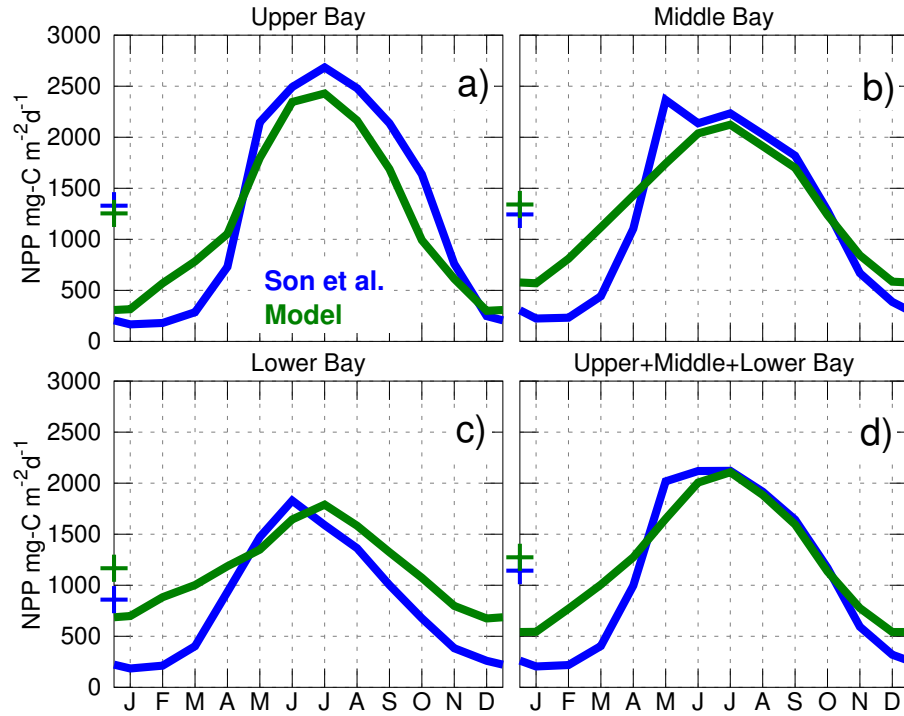 Upper Bay
Middle Bay
3000
2500
2000
1500
1000
500
0
NPP mg-C m-2d-1
a)
b)
Son et al.
Model
Lower Bay
Upper+Middle+Lower Bay
3000
2500
2000
1500
1000
500
0
NPP mg-C m-2d-1
c)
d)
J F M A M J J A S O N D
J F M A M J J A S O N D